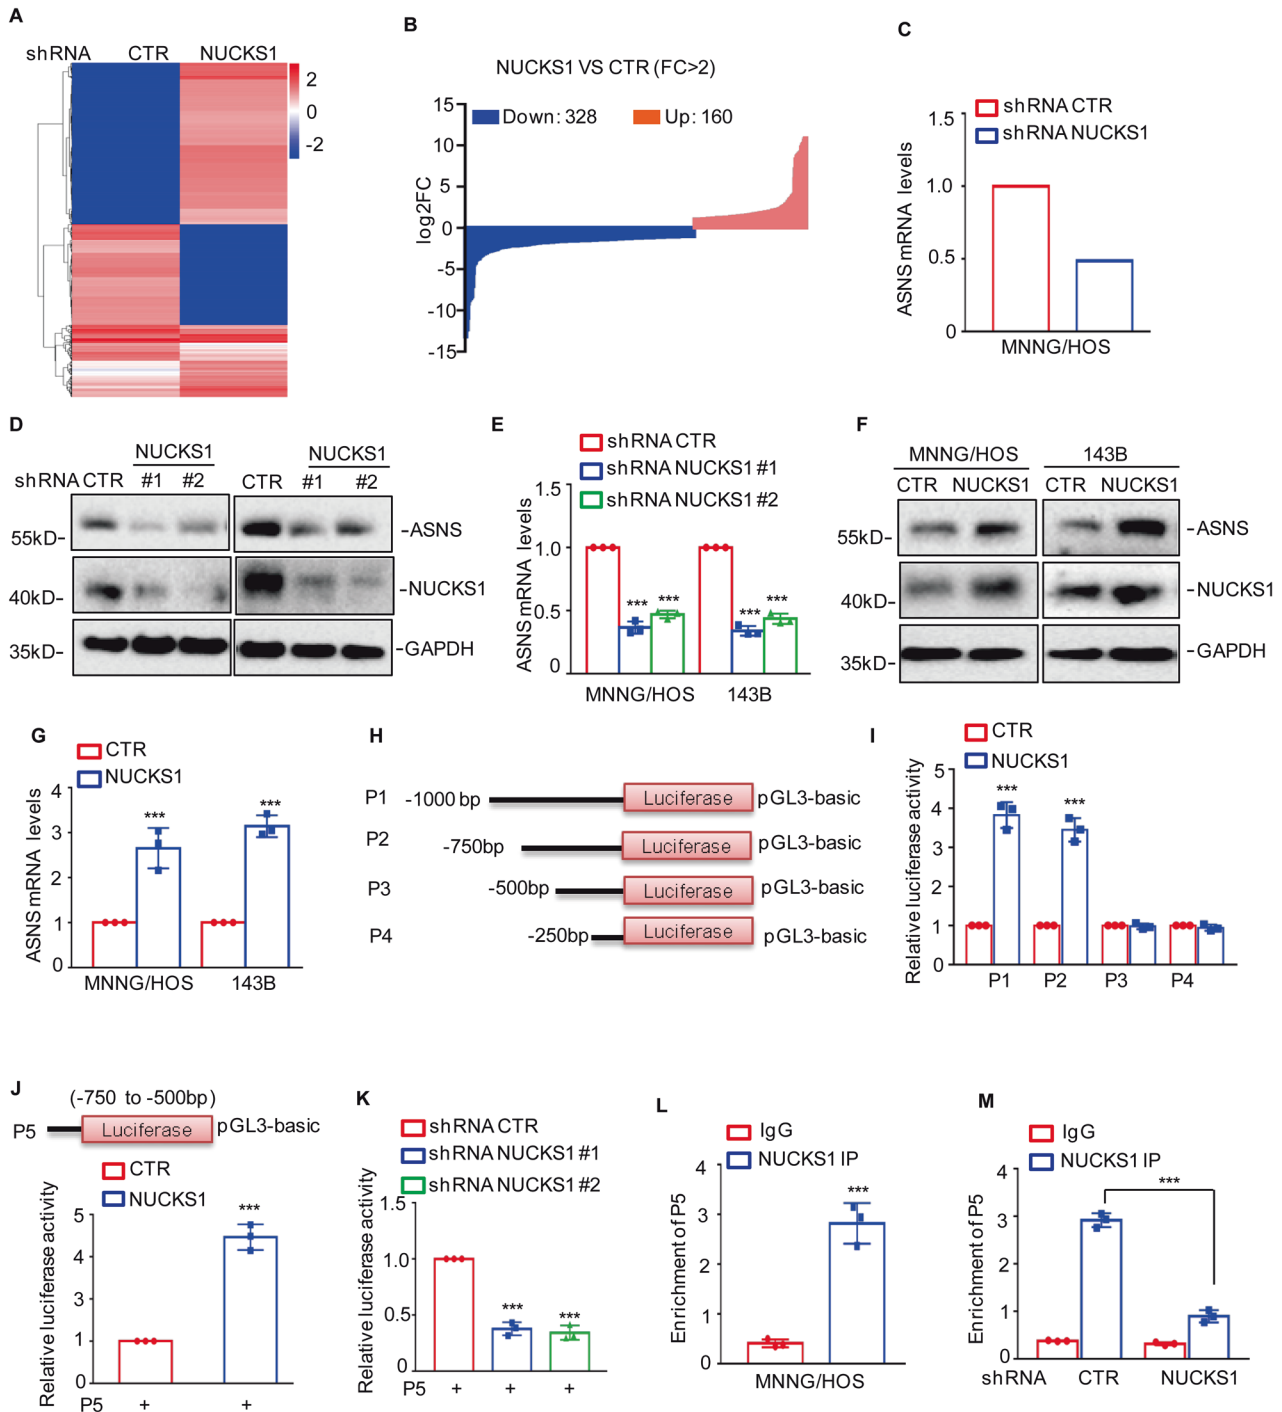 A
shRNA CTR NUCKS1
2
0
-2
B
NUCKS1 VS CTR (FC>2)
Down: 328 Up: 160
log2FC
15
10
5
0
-5
-10
-15
C
shRNA CTR
shRNA NUCKS1
ASNS mRNA levels
1.5
1.0
0.5
0
MNNG/HOS
D
NUCKS1 NUCKS1
shRNA CTR #1 #2 CTR #1 #2
55kD- -ASNS
40kD- -NUCKS1
35kD- -GAPDH
E
shRNA CTR
shRNA NUCKS1 #1
shRNA NUCKS1 #2
ASNS mRNA levels
1.5
1.0
0.5
0
*** *** *** ***
MNNG/HOS 143B
F
MNNG/HOS 143B
CTR NUCKS1 CTR NUCKS1
55kD- -ASNS
40kD- -NUCKS1
35kD- -GAPDH
G
CTR
NUCKS1
ASNS mRNA levels
4
3
2
1
0
*** ***
MNNG/HOS 143B
H
P1 -1000 bp Luciferase pGL3-basic
P2 -750bp Luciferase pGL3-basic
P3 -500bp Luciferase pGL3-basic
P4 -250bp Luciferase pGL3-basic
I
CTR
NUCKS1
Relative luciferase activity
5
4
3
2
1
0
*** ***
P1 P2 P3 P4
J
(-750 to -500bp)
P5 Luciferase pGL3-basic
CTR
NUCKS1
Relative luciferase activity
5
4
3
1
0
***
P5 + +
K
shRNA CTR
shRNA NUCKS1 #1
shRNA NUCKS1 #2
Relative luciferase activity
1.5
1.0
0.5
0
*** ***
P5 + + +
L
IgG
NUCKS1 IP
Enrichment of P5
4
3
2
1
0
***
MNNG/HOS
M
IgG
NUCKS1 IP
Enrichment of P5
4
3
2
1
0
***
shRNA CTR NUCKS1